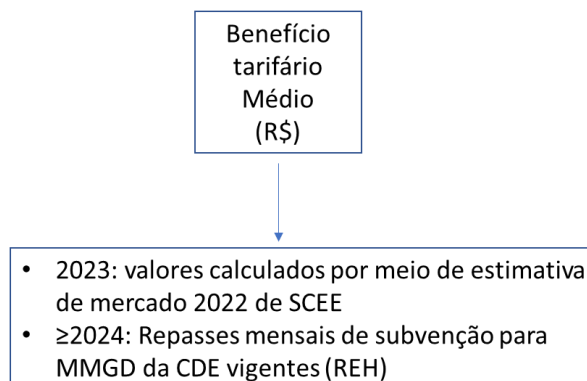 Benefício
tarifário
Médio
(R$)
• 2023: valores calculados por meio de estimativa
de mercado 2022 de SCEE
• ≥2024: Repasses mensais de subvenção para
MMGD da CDE vigentes (REH)